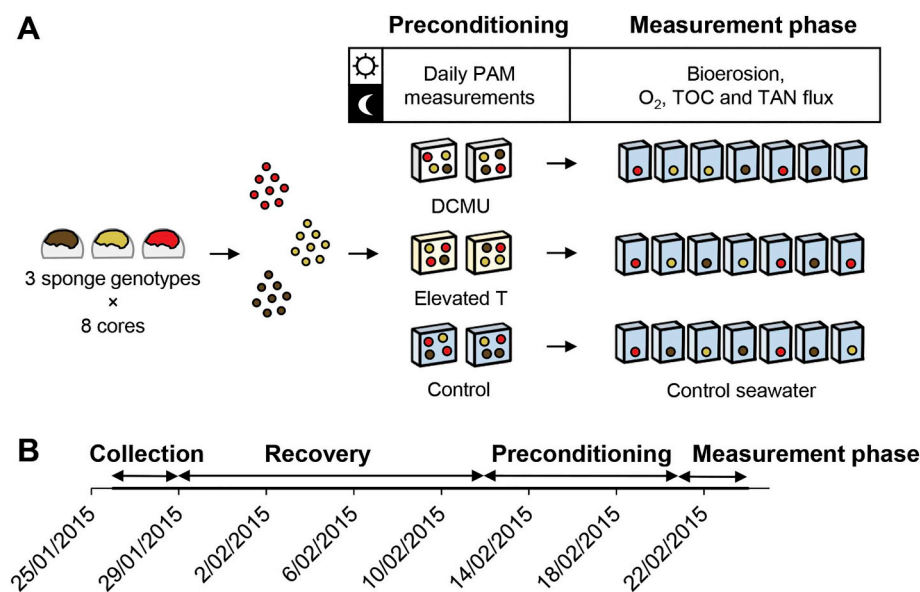 A
Preconditioning
Measurement phase
Daily PAM
measurements
Bioerosion,
O₂, TOC and TAN flux
DCMU
3 sponge genotypes
×
8 cores
Elevated T
Control
Control seawater
B
Collection
Recovery
Preconditioning
Measurement phase
25/01/2015
29/01/2015
2/02/2015
6/02/2015
10/02/2015
14/02/2015
18/02/2015
22/02/2015